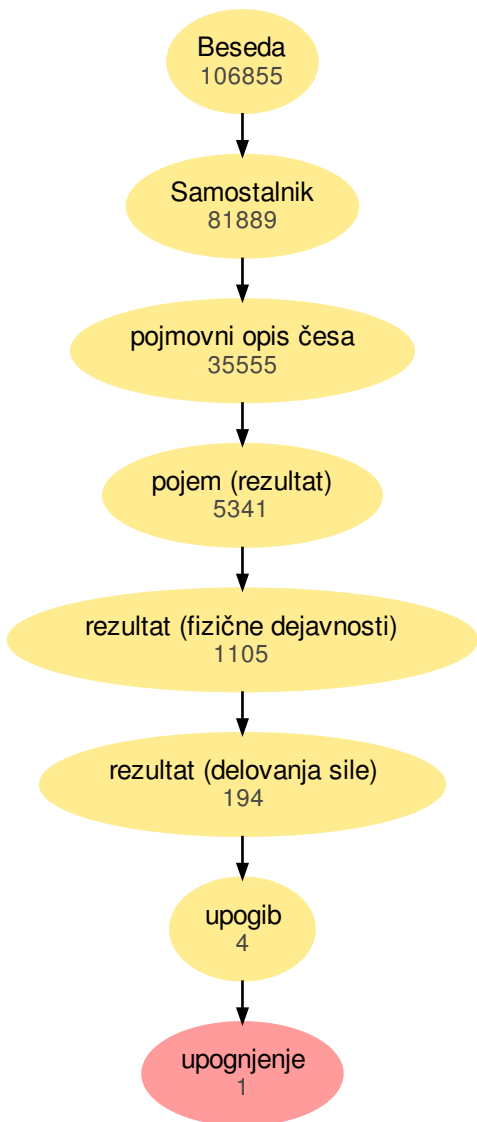 Beseda
106855
Samostalnik
81889
pojmovni opis česa
35555
pojem (rezultat)
5341
rezultat (fizične dejavnosti)
1105
rezultat (delovanja sile)
194
upogib
4
upognjenje
1